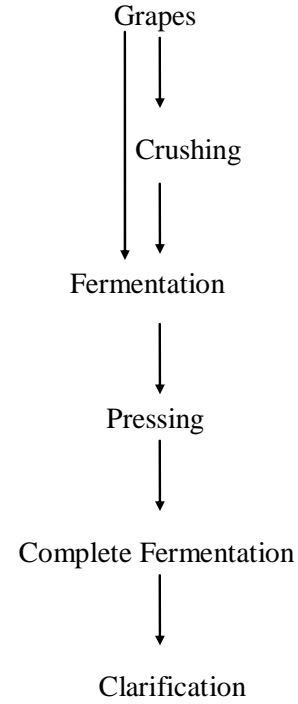 Grapes
Crushing
Fermentation
Pressing
Complete Fermentation
Clarification